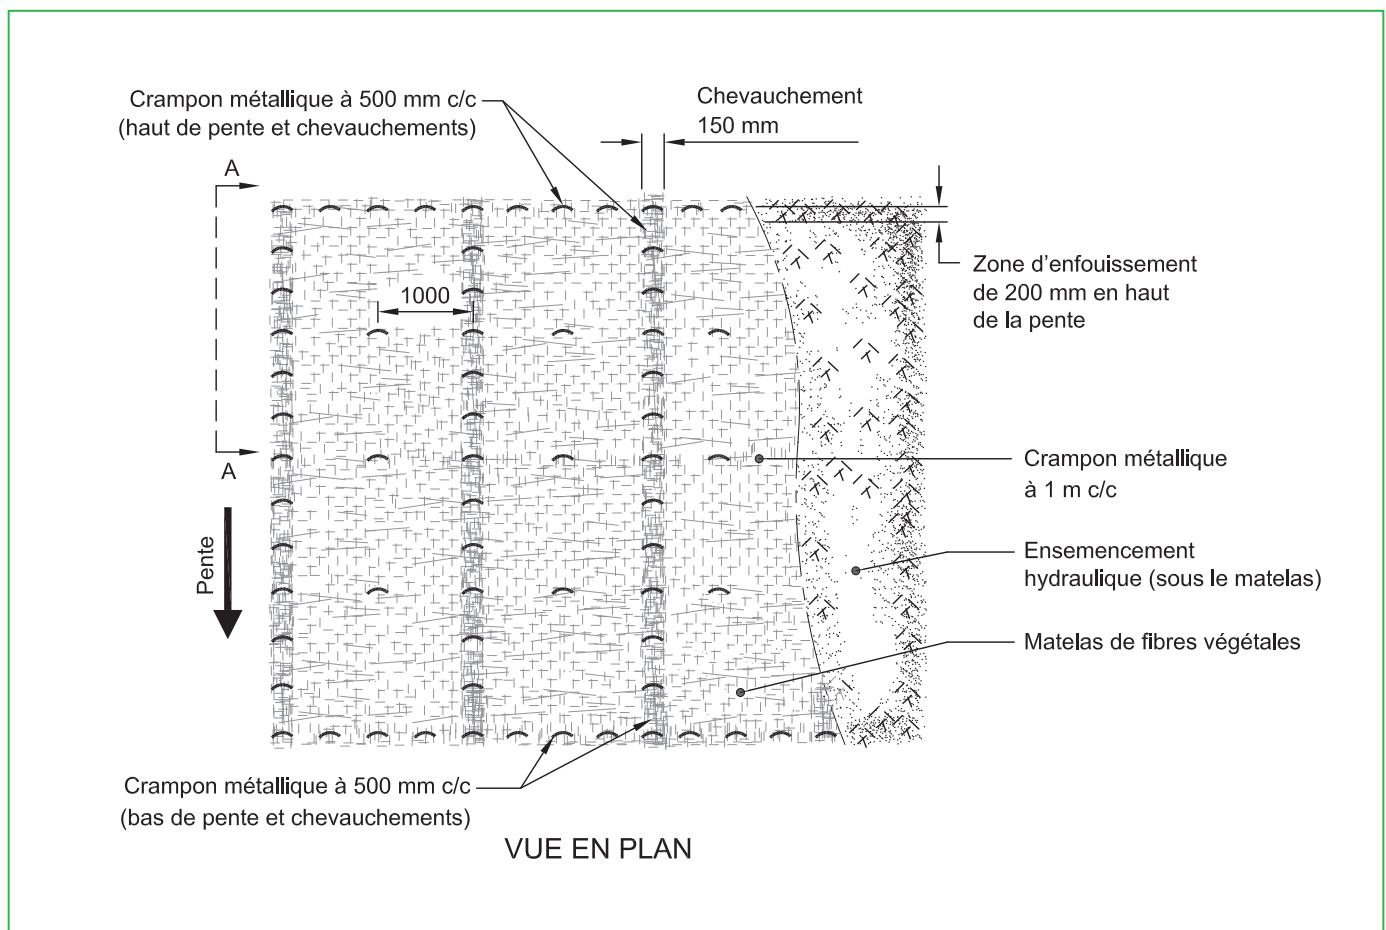 Crampon métallique à 500 mm c/c
(haut de pente et chevauchements)
Chevauchement
150 mm
A
Zone d'enfouissement
de 200 mm en haut
de la pente
1000
A
Crampon métallique
à 1 m c/c
Pente
Ensemencement
hydraulique (sous le matelas)
Matelas de fibres végétales
Crampon métallique à 500 mm c/c
(bas de pente et chevauchements)
VUE EN PLAN